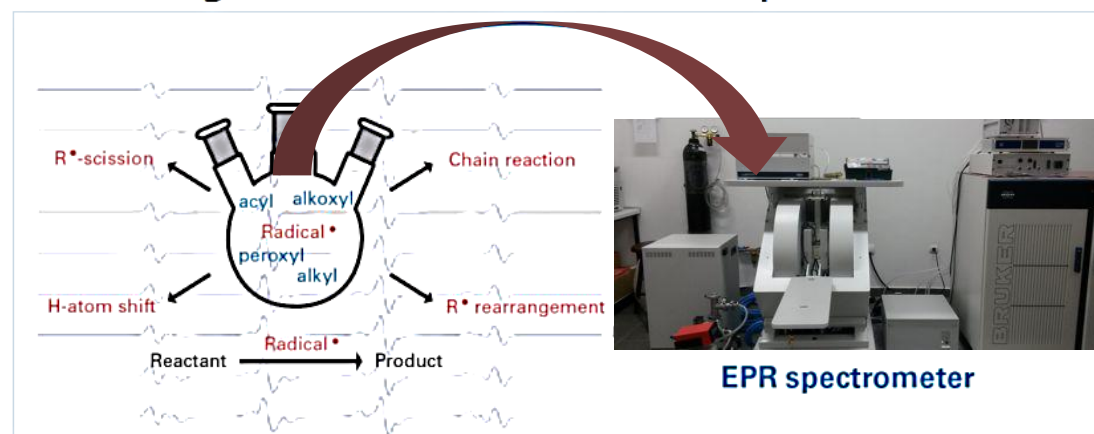 R•-scission
Chain reaction
acyl alkoxyl
Radical •
peroxyl
alkyl
H-atom shift
R• rearrangement
Radical •
Reactant Product
BRUKER
EPR spectrometer